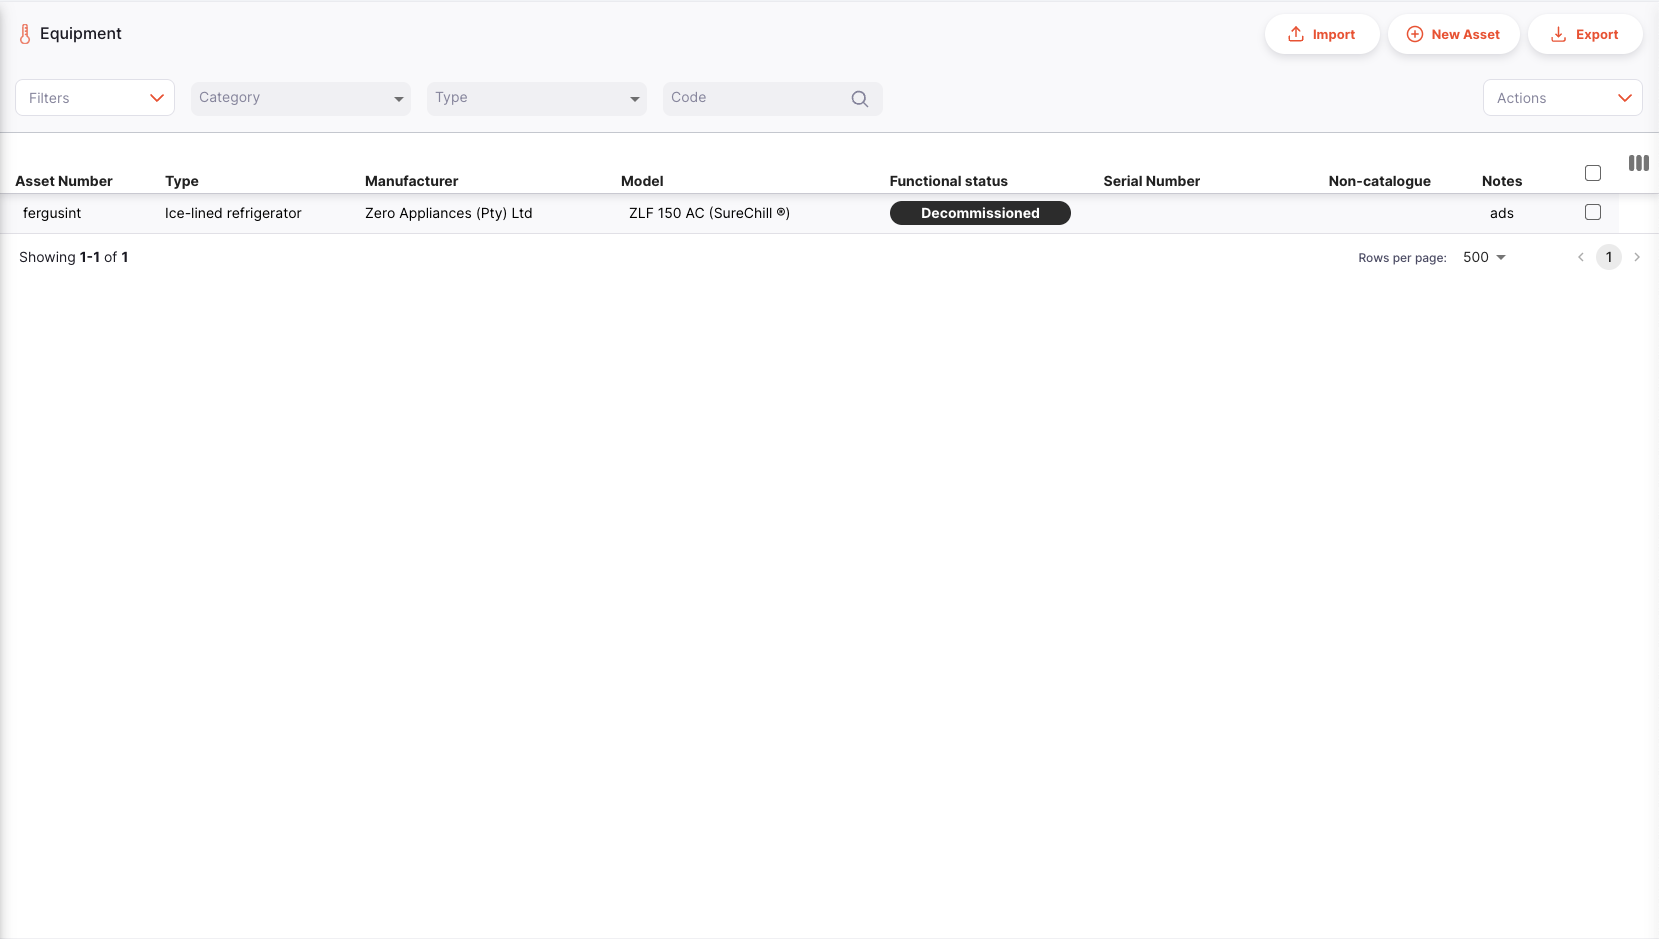 Equipment
Import
New Asset
Export
Filters
Category
Type
Code
Actions
Asset Number Type Manufacturer Model Functional status Serial Number Non-catalogue Notes
fergusint Ice-lined refrigerator Zero Appliances (Pty) Ltd ZLF 150 AC (SureChill ®) Decommissioned ads
Showing 1-1 of 1 Rows per page: 500 1